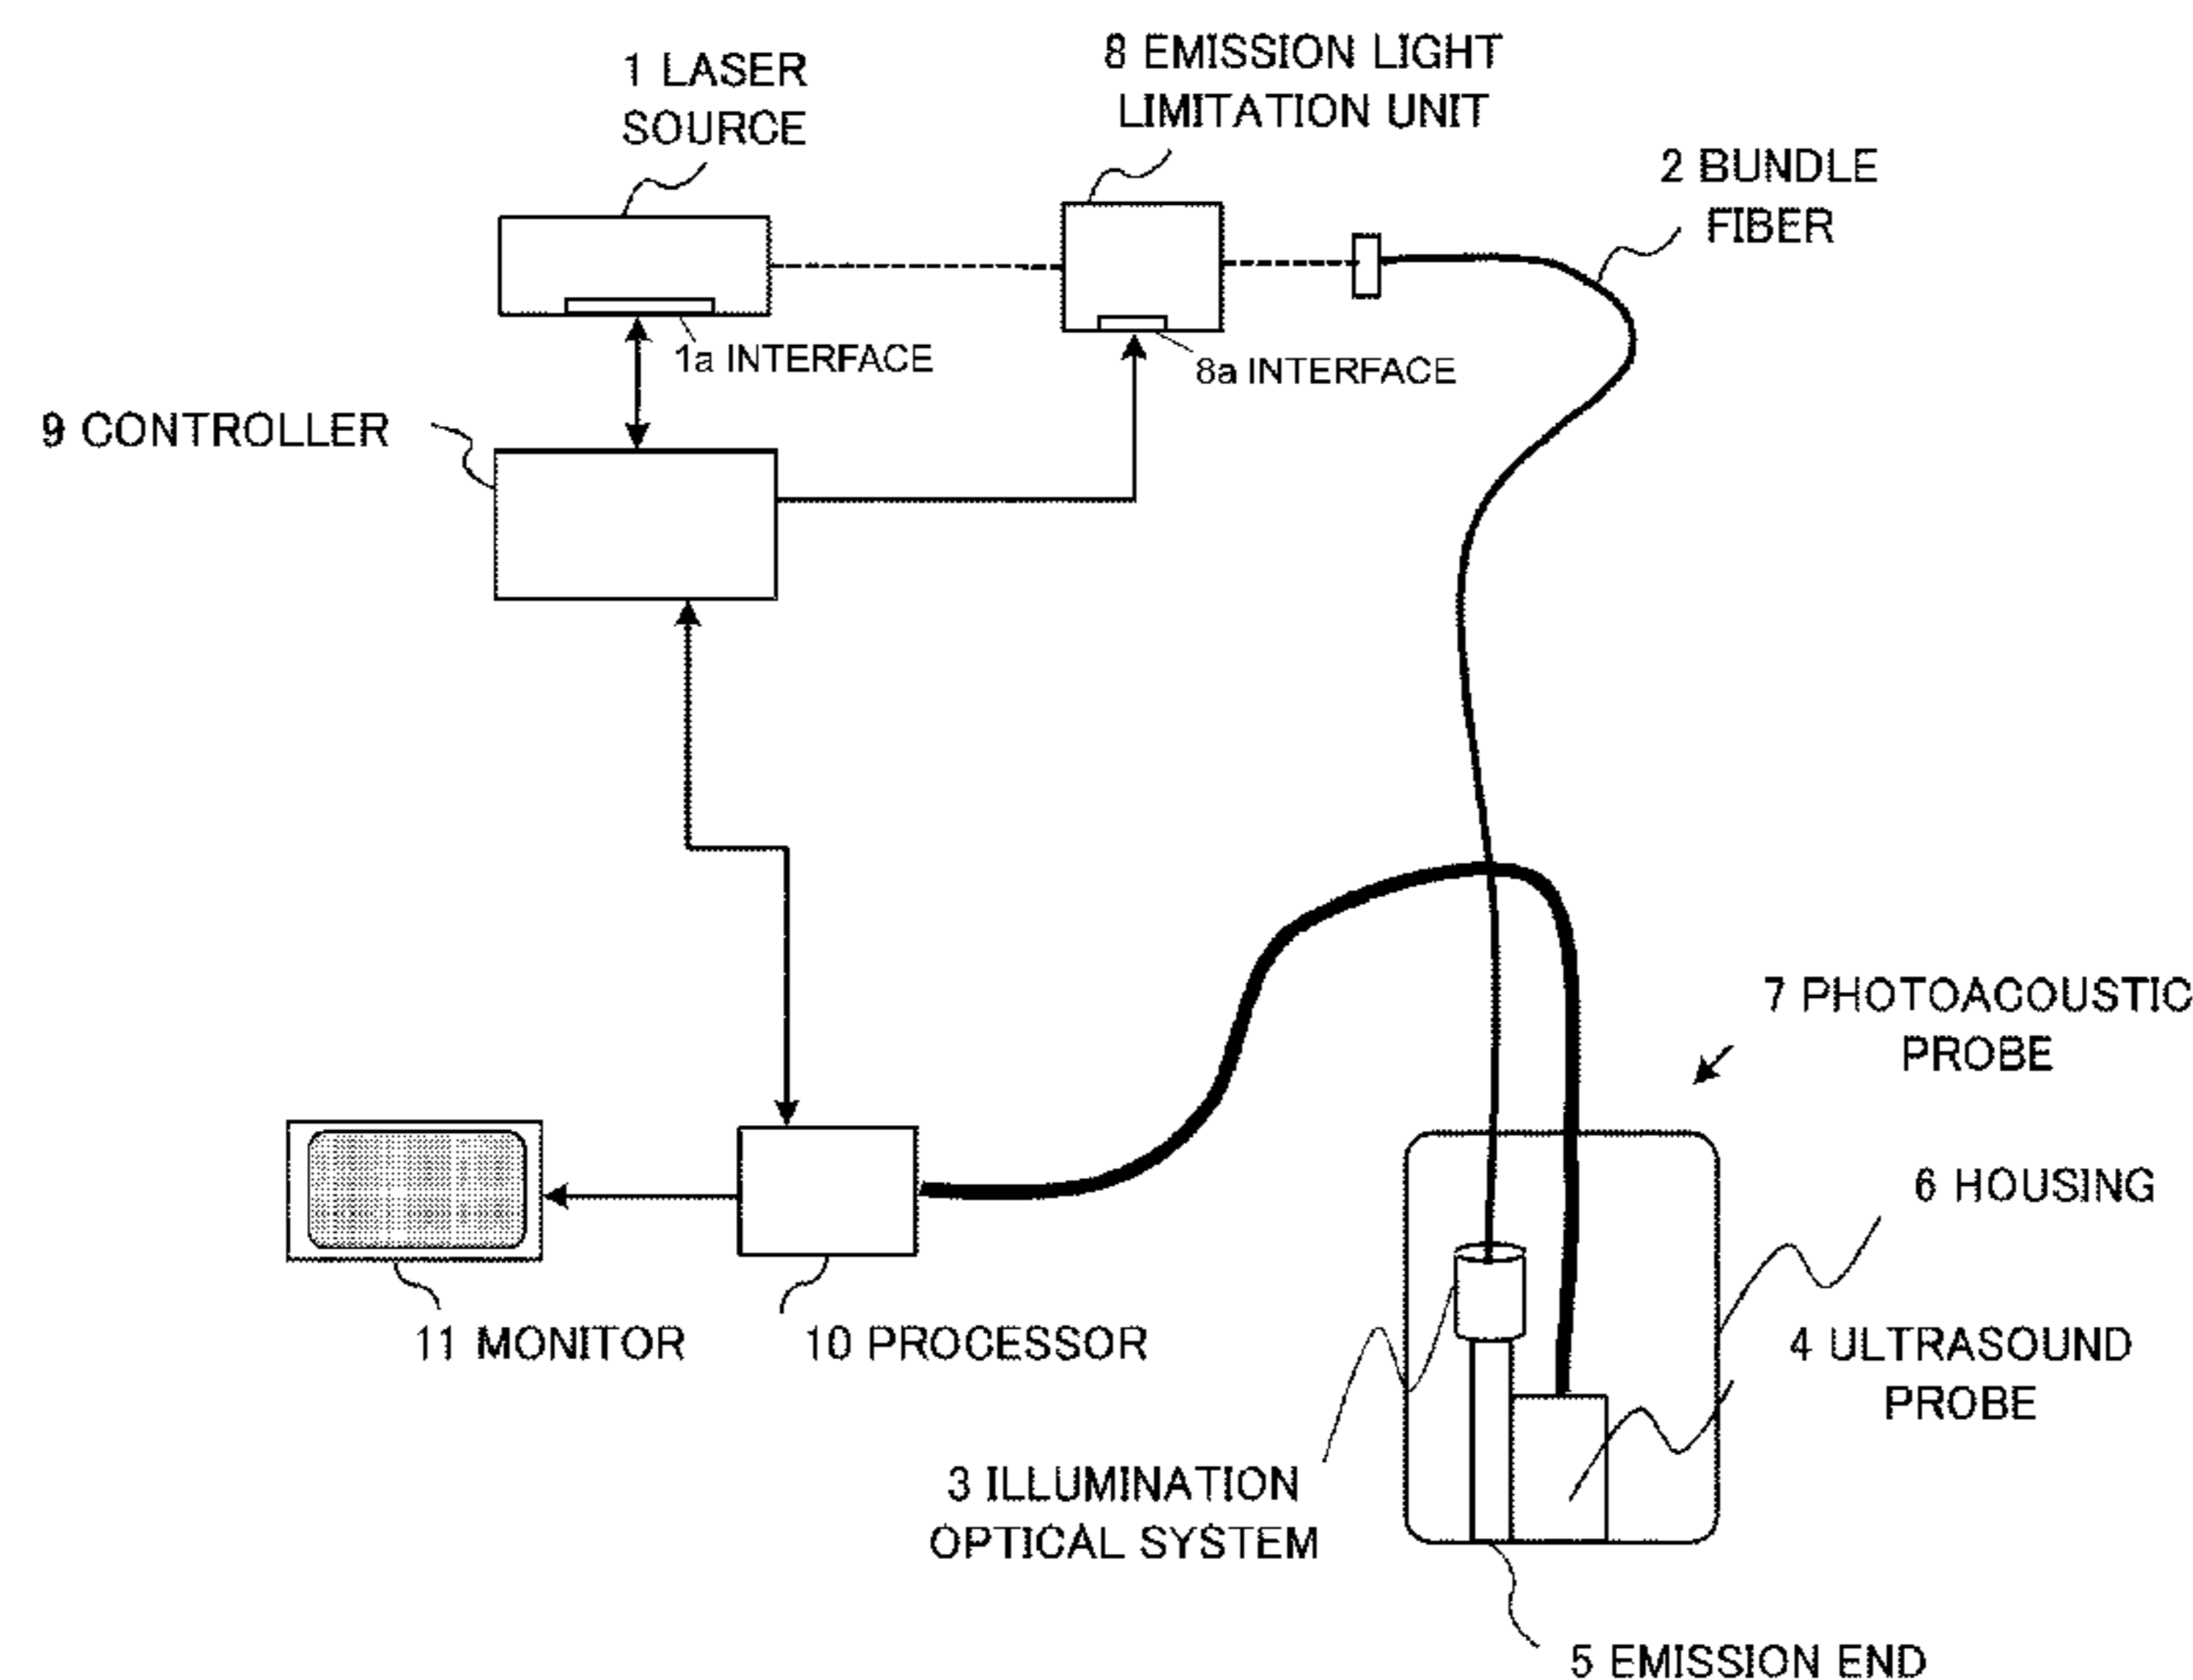 1 LASER
SOURCE
8 EMISSION LIGHT
LIMITATION UNIT
2 BUNDLE
FIBER
1a INTERFACE
8a INTERFACE
9 CONTROLLER
7 PHOTOACOUSTIC
PROBE
6 HOUSING
4 ULTRASOUND
PROBE
11 MONITOR
10 PROCESSOR
3 ILLUMINATION
OPTICAL SYSTEM
5 EMISSION END